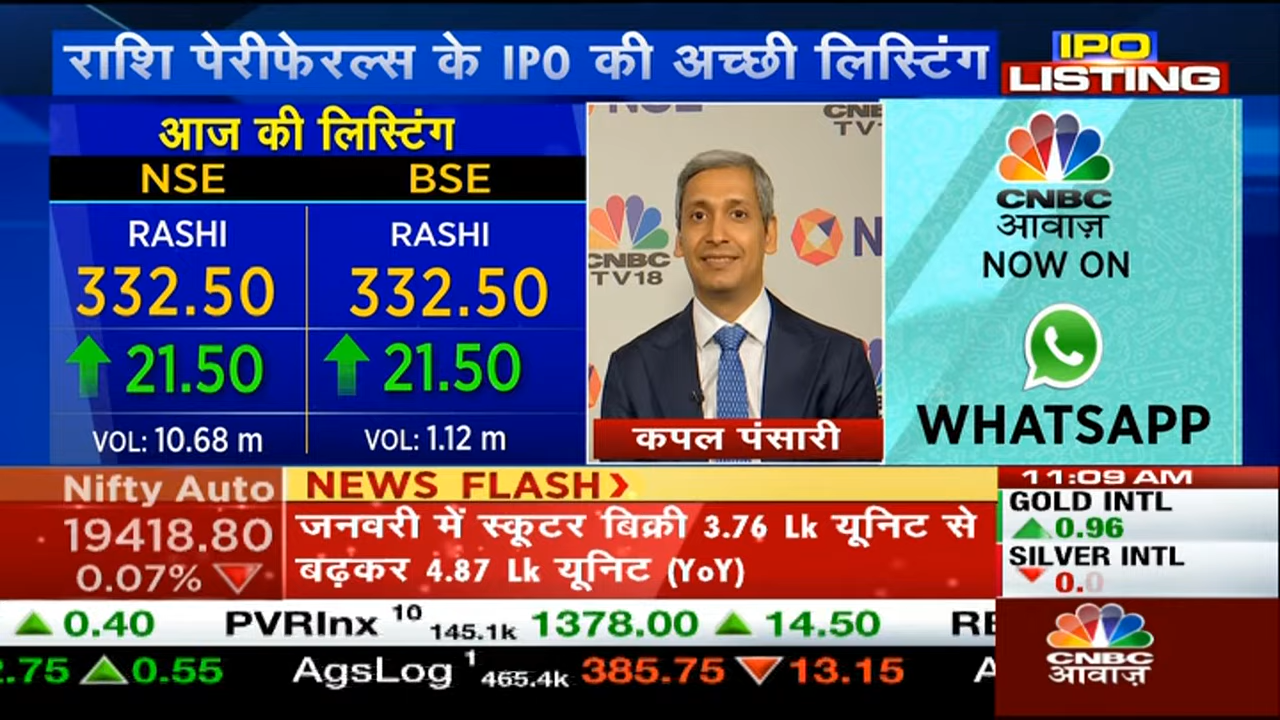 राशि पेरीफेरल्स के IPO की अच्छी लिस्टिंग
IPO
LISTING
आज की लिस्टिंग
NSE
BSE
RASHI
RASHI
332.50
332.50
21.50
21.50
VOL: 10.68 m
VOL: 1.12 m
CNBC
TV18
कपल पंसारी
CNBC
आवाज़
NOW ON
WHATSAPP
Nifty Auto
19418.80
0.07%
NEWS FLASH
जनवरी में स्कूटर बिक्री 3.76 Lk यूनिट से
बढ़कर 4.87 Lk यूनिट (YoY)
11:09 AM
GOLD INTL
0.96
SILVER INTL
0.40 PVRInx 10 145.1k 1378.00 14.50
0.55 AgsLog 1 465.4k 385.75 13.15
CNBC
आवाज़